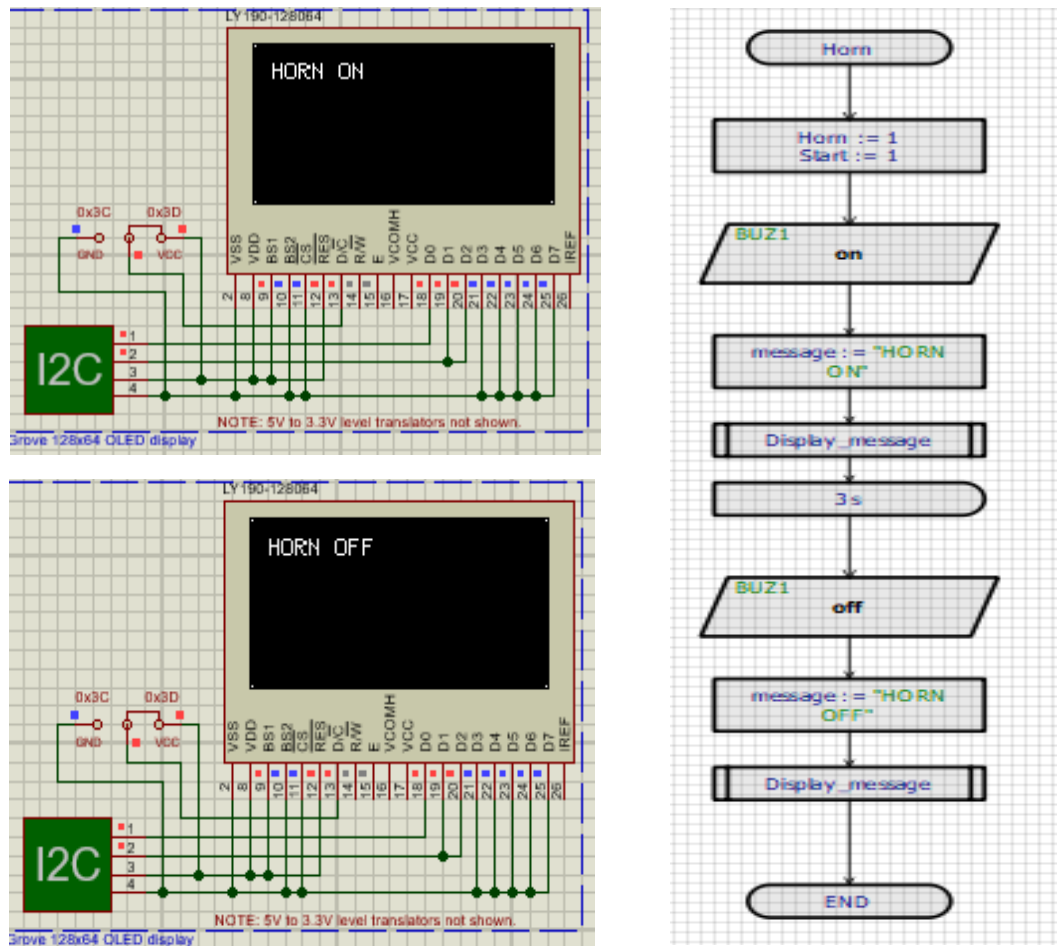 LY190-128064
HORN ON
0x3C 0x3D
GND VCC
VSS VDD BS1 BS2 CS RES D/C R/W E VCOMH VCC D0 D1 D2 D3 D4 D5 D6 D7 IREF
2 8 9 10 11 12 13 14 15 16 17 18 19 20 21 22 23 24 25 26
I2C
1
2
3
4
NOTE: 5V to 3.3V level translators not shown.
Grove 128x64 OLED display
LY190-128064
HORN OFF
0x3C 0x3D
GND VCC
VSS VDD BS1 BS2 CS RES D/C R/W E VCOMH VCC D0 D1 D2 D3 D4 D5 D6 D7 IREF
2 8 9 10 11 12 13 14 15 16 17 18 19 20 21 22 23 24 25 26
I2C
1
2
3
4
NOTE: 5V to 3.3V level translators not shown.
Grove 128x64 OLED display
Horn
Horn := 1
Start := 1
BUZ1
on
message := "HORN
ON"
Display_message
3 s
BUZ1
off
message := "HORN
OFF"
Display_message
END